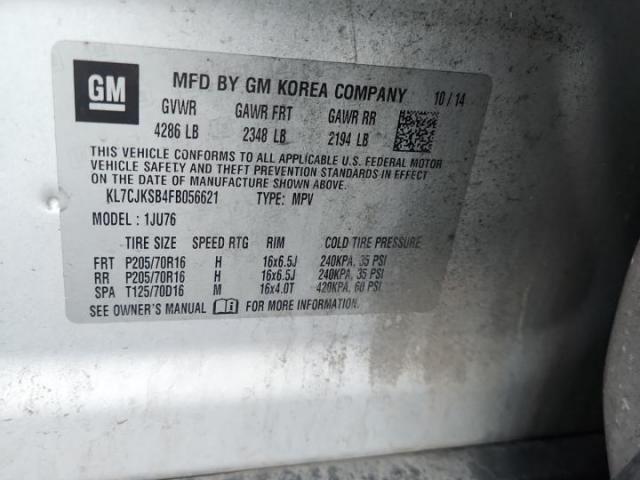 GM MFD BY GM KOREA COMPANY 10/14
GVWR GAWR FRT GAWR RR
4286 LB 2348 LB 2194 LB
THIS VEHICLE CONFORMS TO ALL APPLICABLE U.S. FEDERAL MOTOR
VEHICLE SAFETY AND THEFT PREVENTION STANDARDS IN EFFECT
ON THE DATE OF MANUFACTURE SHOWN ABOVE.
KL7CJKSB4FB056621 TYPE: MPV
MODEL : 1JU76
TIRE SIZE SPEED RTG RIM COLD TIRE PRESSURE
FRT P205/70R16 H 16x6.5J 240KPA, 35 PSI
RR P205/70R16 H 16x6.5J 240KPA, 35 PSI
SPA T125/70D16 M 16x4.0T 420KPA, 60 PSI
SEE OWNER'S MANUAL FOR MORE INFORMATION.